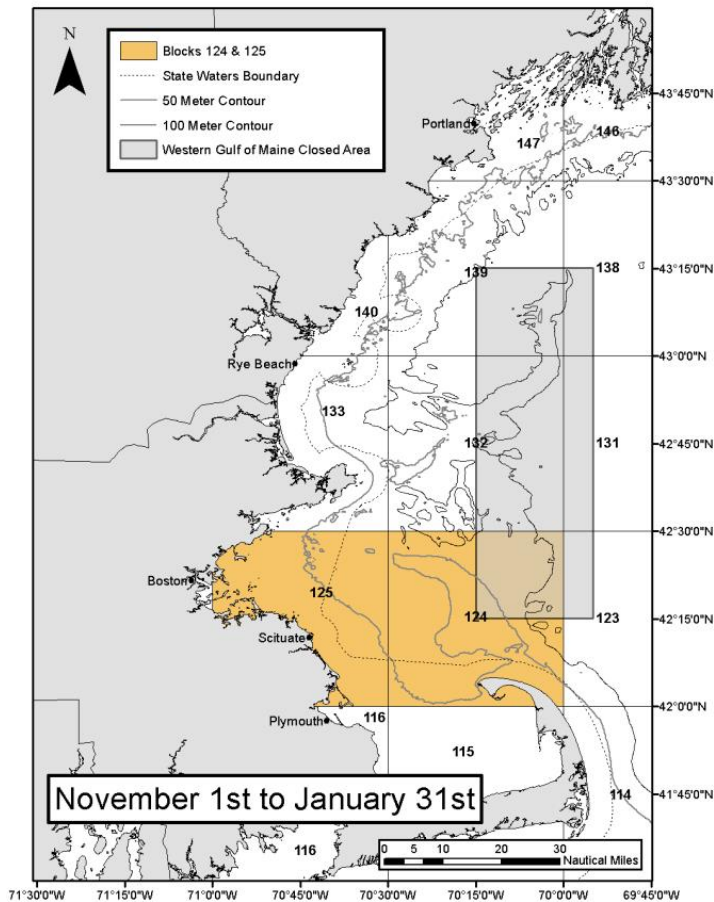 N
Blocks 124 & 125
State Waters Boundary
50 Meter Contour
100 Meter Contour
Western Gulf of Maine Closed Area
43°45'0"N
Portland
146
147
43°30'0"N
139
138
43°15'0"N
140
Rye Beach
43°0'0"N
133
132
131
42°45'0"N
42°30'0"N
Boston
125
124
123
42°15'0"N
Scituate
42°0'0"N
Plymouth
116
115
November 1st to January 31st
114
41°45'0"N
116
0 5 10 20 30
Nautical Miles
71°30'0"W 71°15'0"W 71°0'0"W 70°45'0"W 70°30'0"W 70°15'0"W 70°0'0"W 69°45'0"W